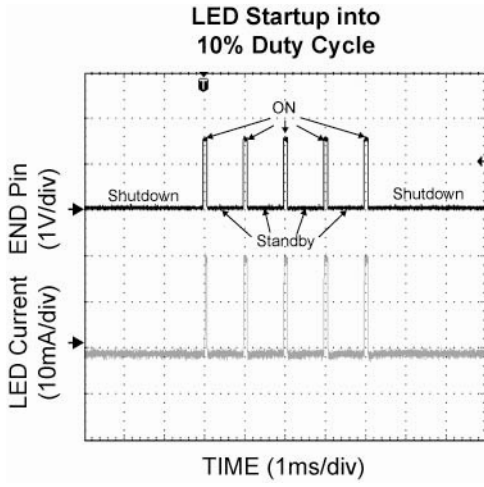 LED Startup into
10% Duty Cycle
T
ON
Shutdown
Shutdown
Standby
END Pin
(1V/div)
LED Current
(10mA/div)
TIME (1ms/div)